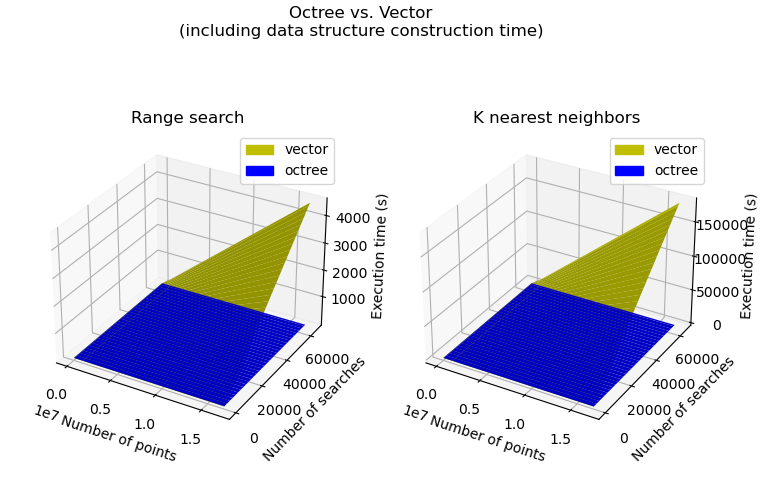 Octree vs. Vector
(including data structure construction time)
Range search
vector
octree
4000
3000
2000
1000
Execution time (s)
0.0
0.5
1.0
1.5
1e7 Number of points
0
20000
40000
60000
Number of searches
K nearest neighbors
vector
octree
150000
100000
50000
0
Execution time (s)
0.0
0.5
1.0
1.5
1e7 Number of points
0
20000
40000
60000
Number of searches